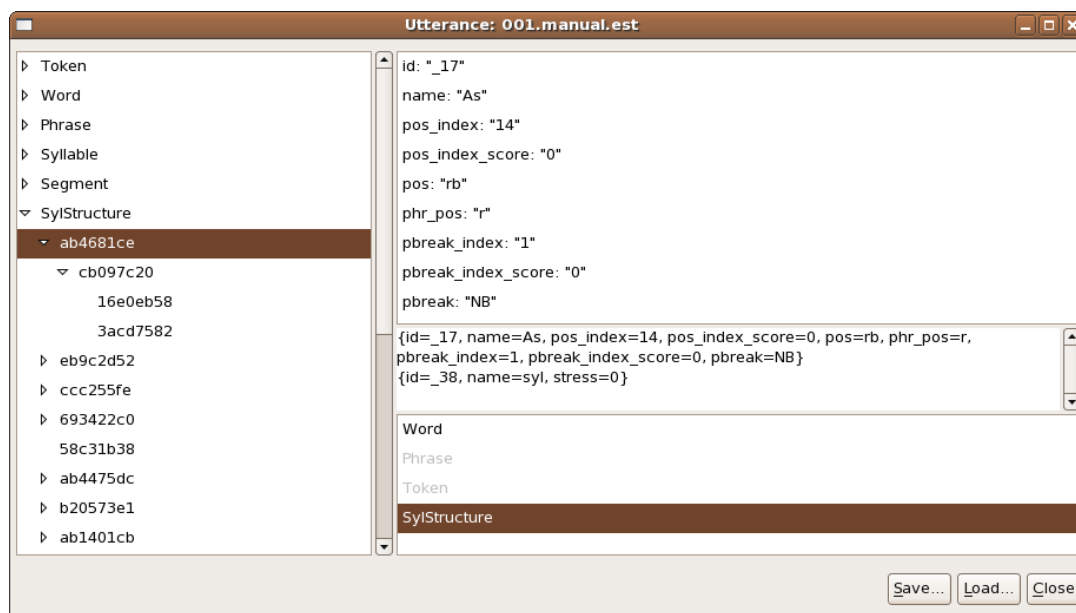 Utterance: 001.manual.est
Token
Word
Phrase
Syllable
Segment
SylStructure
ab4681ce
cb097c20
16e0eb58
3acd7582
eb9c2d52
ccc255fe
693422c0
58c31b38
ab4475dc
b20573e1
ab1401cb
id: "_17"
name: "As"
pos_index: "14"
pos_index_score: "0"
pos: "rb"
phr_pos: "r"
pbreak_index: "1"
pbreak_index_score: "0"
pbreak: "NB"
{id=_17, name=As, pos_index=14, pos_index_score=0, pos=rb, phr_pos=r,
pbreak_index=1, pbreak_index_score=0, pbreak=NB}
{id=_38, name=syl, stress=0}
Word
Phrase
Token
SylStructure
Save... Load... Close